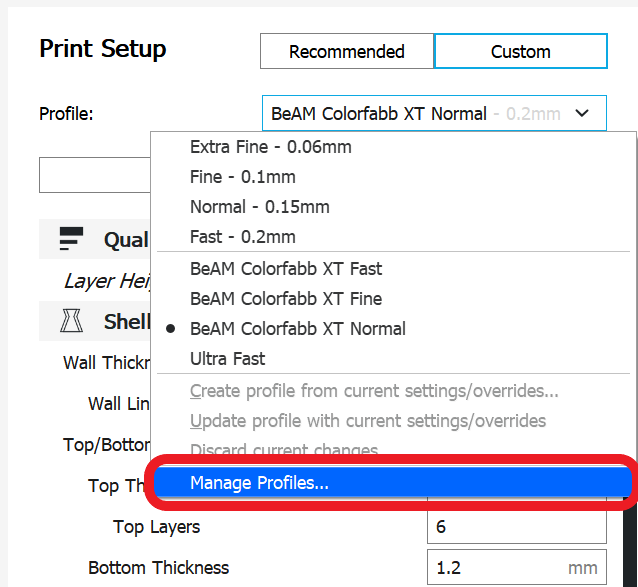 Print Setup
Recommended
Custom
Profile:
BeAM Colorfabb XT Normal - 0.2mm
Extra Fine - 0.06mm
Fine - 0.1mm
Normal - 0.15mm
Fast - 0.2mm
Qual
Layer Hei
BeAM Colorfabb XT Fast
BeAM Colorfabb XT Fine
Shell
BeAM Colorfabb XT Normal
Ultra Fast
Wall Thickn
Create profile from current settings/overrides...
Wall Lin
Update profile with current settings/overrides
Top/Bottom
Discard current changes
Top Th
Manage Profiles...
Top Layers
6
Bottom Thickness
1.2 mm